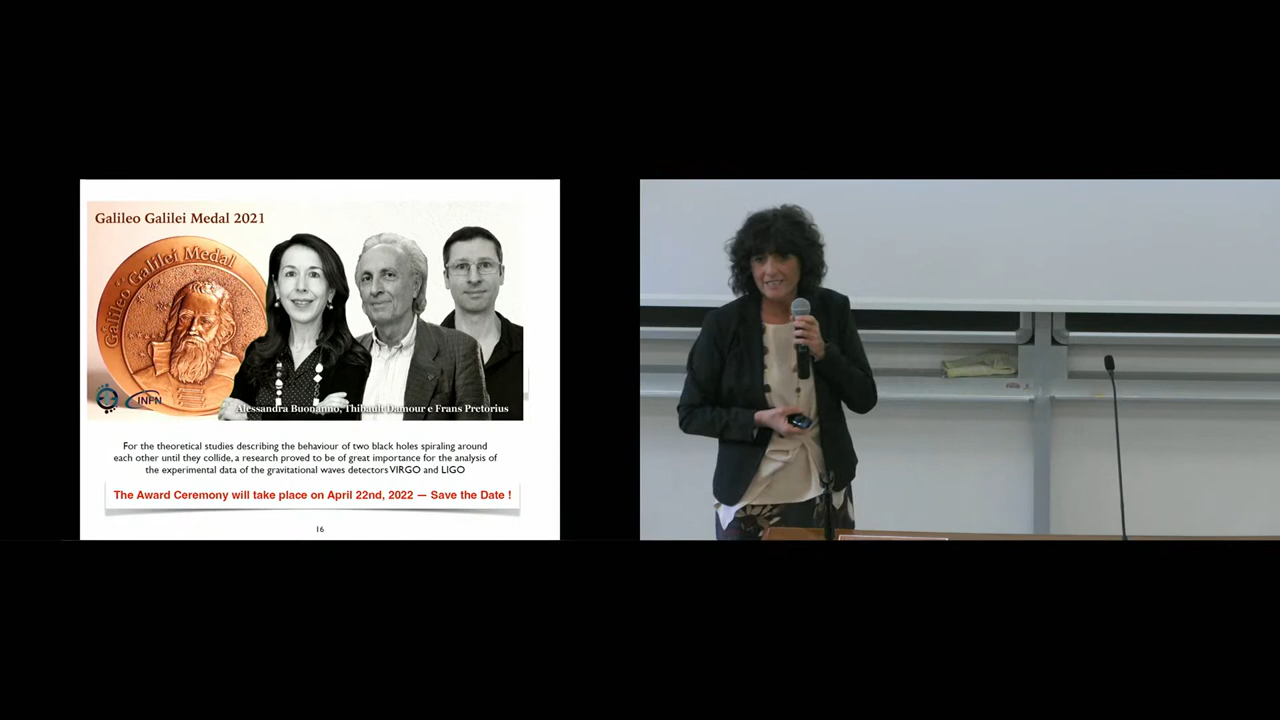 Galileo Galilei Medal 2021
Galileo Galilei Medal
INFN
Alessandra Buonanno, Thibault Damour e Frans Pretorius
For the theoretical studies describing the behaviour of two black holes spiraling around
each other until they collide, a research proved to be of great importance for the analysis of
the experimental data of the gravitational waves detectors VIRGO and LIGO
The Award Ceremony will take place on April 22nd, 2022 — Save the Date !
16